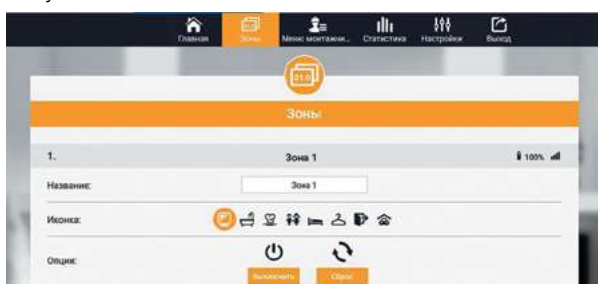 Главная Зоны Меню монтажни... Статистика Настройки Выход
21.0
Зоны
1. Зона 1 100%
Название: Зона 1
Иконка:
Опции:
Выключить Сброс